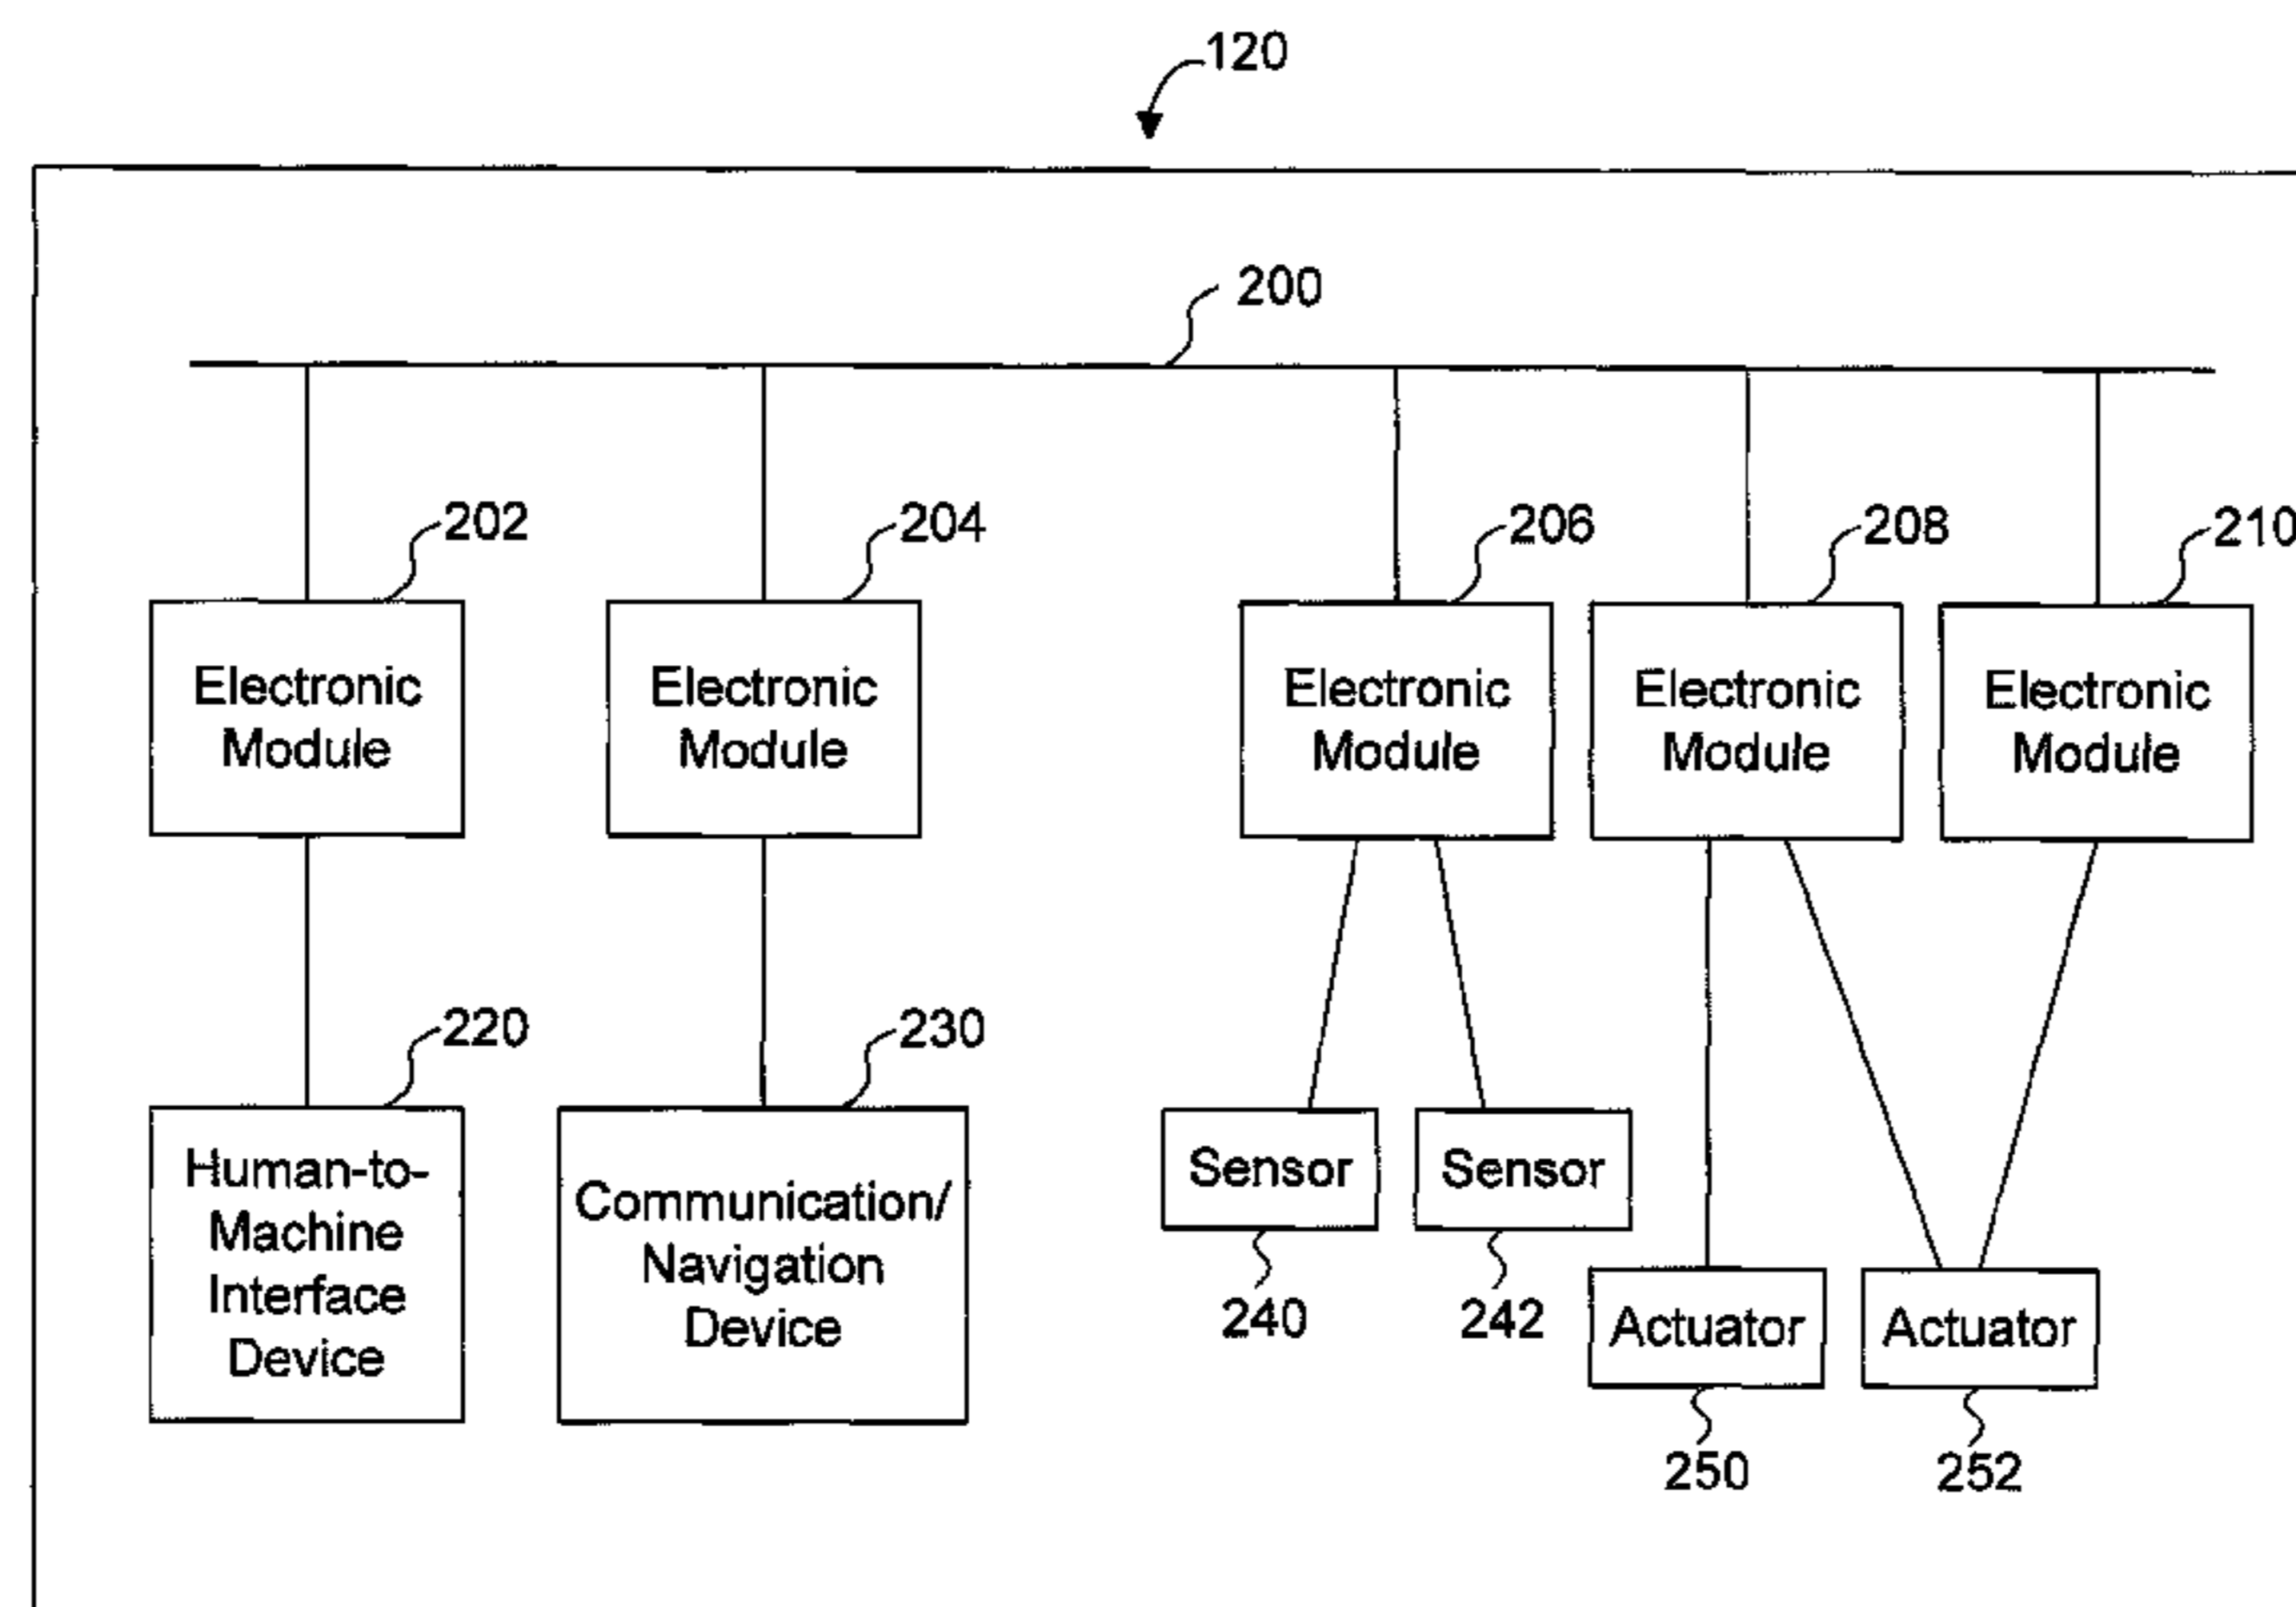 120
200
202
204
206
208
210
Electronic
Module
Electronic
Module
Electronic
Module
Electronic
Module
Electronic
Module
220
230
Human-to-
Machine
Interface
Device
Communication/
Navigation
Device
Sensor
Sensor
240
242
Actuator
Actuator
250
252